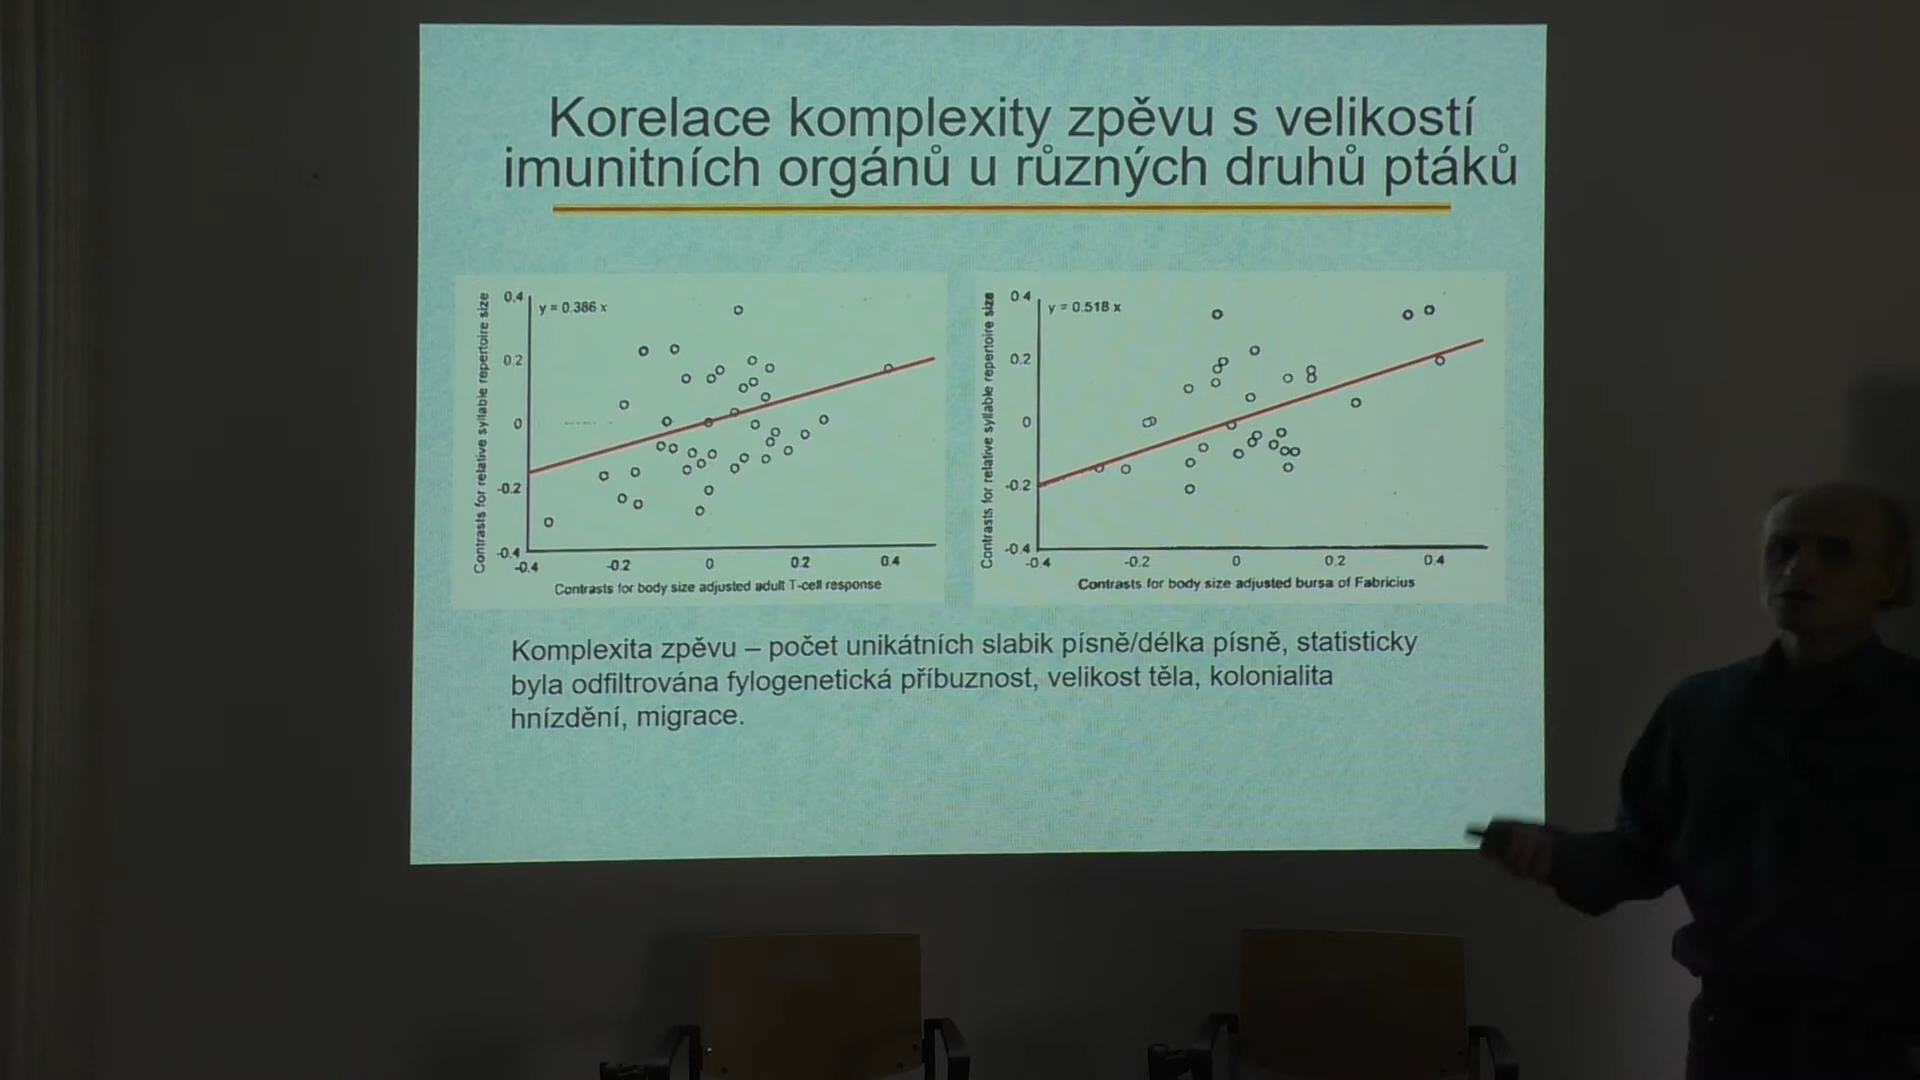 Korelace komplexity zpěvu s velikostí
imunitních orgánů u různých druhů ptáků
Contrasts for relative syllable repertoire size
y = 0.386 x
0.4
0.2
0
-0.2
-0.4
-0.4 -0.2 0 0.2 0.4
Contrasts for body size adjusted adult T-cell response
Contrasts for relative syllable repertoire size
y = 0.518 x
0.4
0.2
0
-0.2
-0.4
-0.4 -0.2 0 0.2 0.4
Contrasts for body size adjusted bursa of Fabricius
Komplexita zpěvu – počet unikátních slabik písně/délka písně, statisticky
byla odfiltrována fylogenetická příbuznost, velikost těla, kolonialita
hnízdění, migrace.